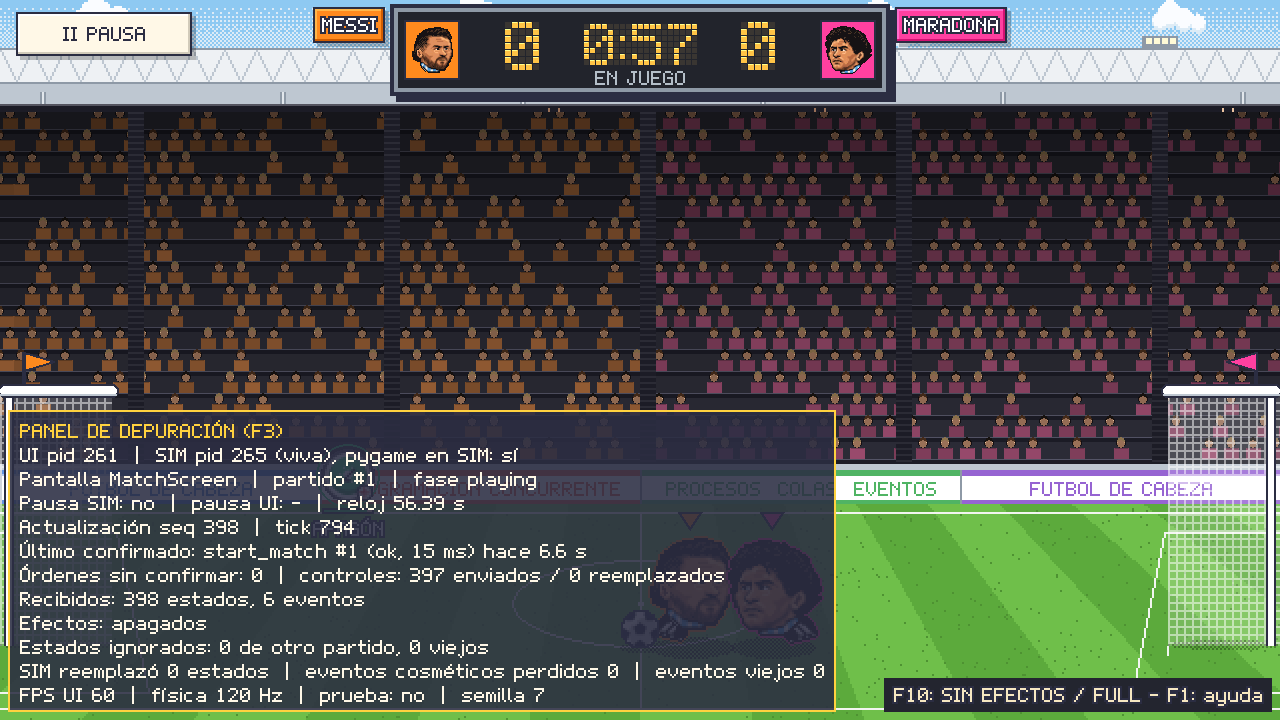 II PAUSA
MESSI
0
0:57
0
MARADONA
EN JUEGO
PANEL DE DEPURACIÓN (F3)
UI pid 261 | SIM pid 265 (viva), pygame en SIM: sí
Pantalla MatchScreen | partido #1 | fase playing
Pausa SIM: no | pausa UI: - | reloj 56.39 s
Actualización seq 398 | tick 794
Último confirmado: start_match #1 (ok, 15 ms) hace 6.6 s
Órdenes sin confirmar: 0 | controles: 397 enviados / 0 reemplazados
Recibidos: 398 estados, 6 eventos
Efectos: apagados
Estados ignorados: 0 de otro partido, 0 viejos
SIM reemplazó 0 estados | eventos cosméticos perdidos 0 | eventos viejos 0
FPS UI 60 | física 120 Hz | prueba: no | semilla 7
CONCURRENTE
PROCESOS COLAS
EVENTOS
FUTBOL DE CABEZA
F10: SIN EFECTOS / FULL - F1: ayuda